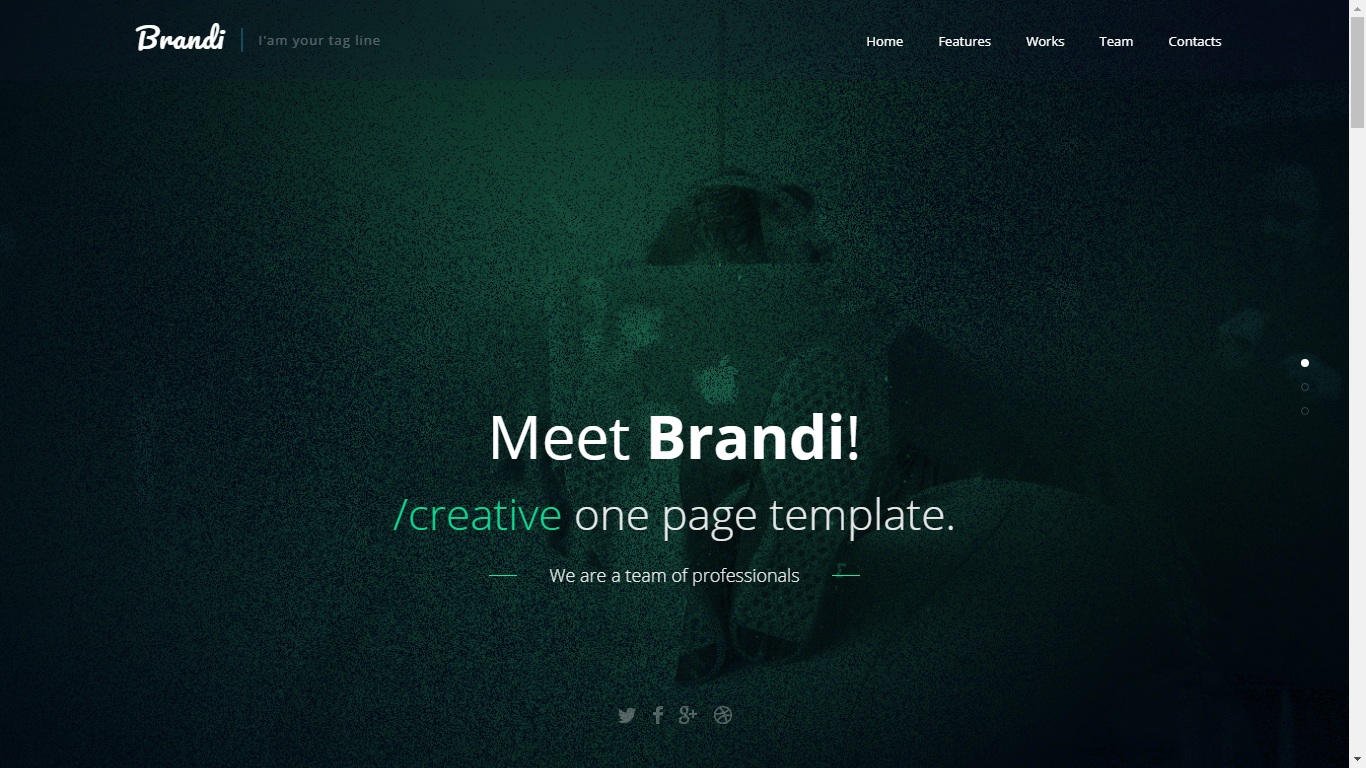 Brandi
I'am your tag line
Home Features Works Team Contacts
Meet Brandi!
/creative one page template.
We are a team of professionals